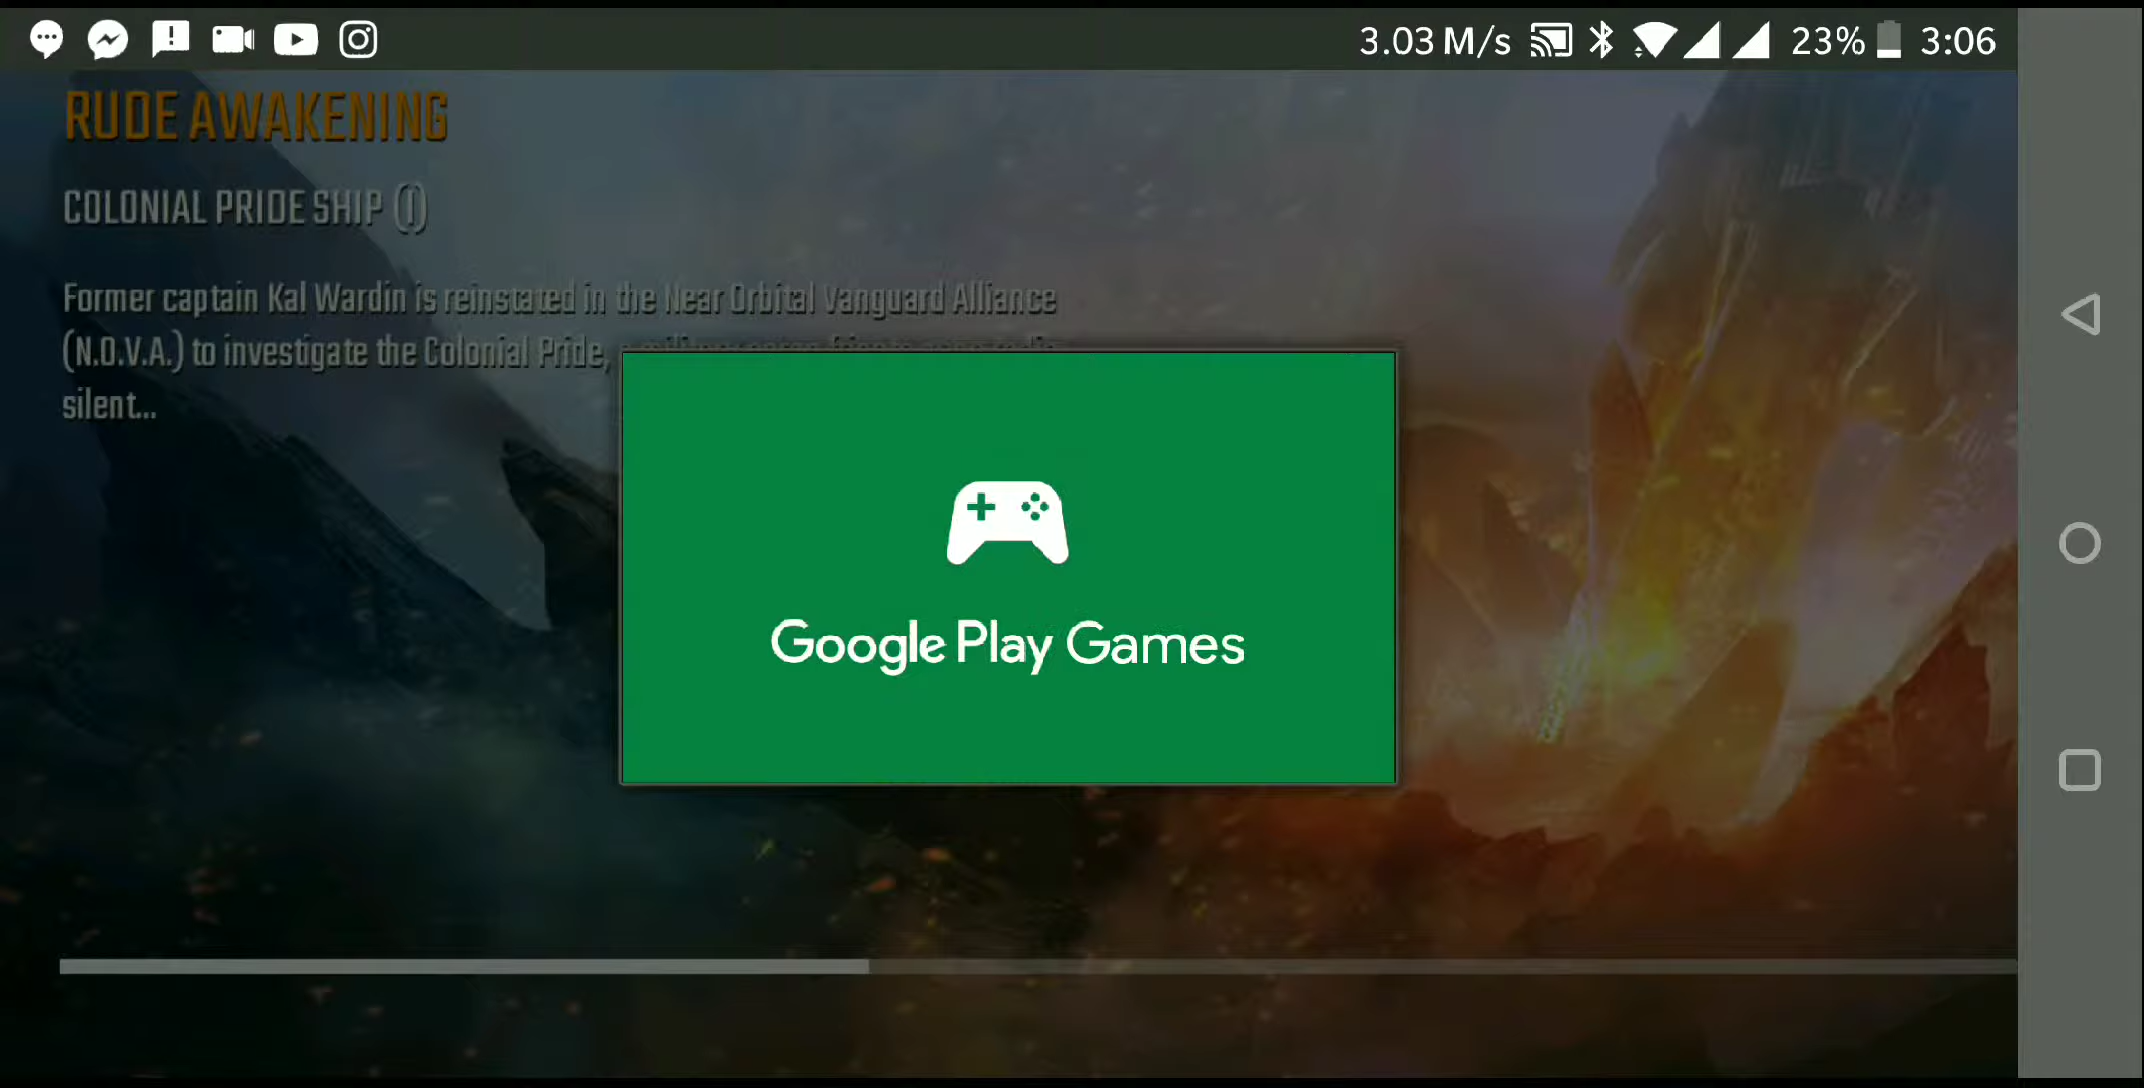 3.03 M/s 23% 3:06
RUDE AWAKENING
COLONIAL PRIDE SHIP (1)
Former captain Kal Wardin is reinstated in the Near Orbital Vanguard Alliance
(N.O.V.A.) to investigate the Colonial Pride,
silent...
Google Play Games